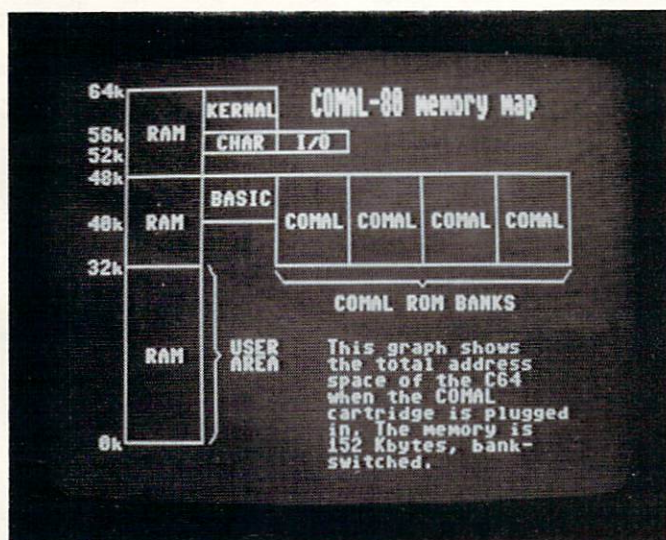 COMAL-80 memory map
64k
KERNAL
56k
RAM
CHAR I/O
52k
48k
BASIC
40k
RAM
COMAL COMAL COMAL COMAL
32k
COMAL ROM BANKS
RAM
USER
AREA
This graph shows
the total address
space of the C64
when the COMAL
cartridge is plugged
in. The memory is
152 Kbytes, bank-
switched.
0k